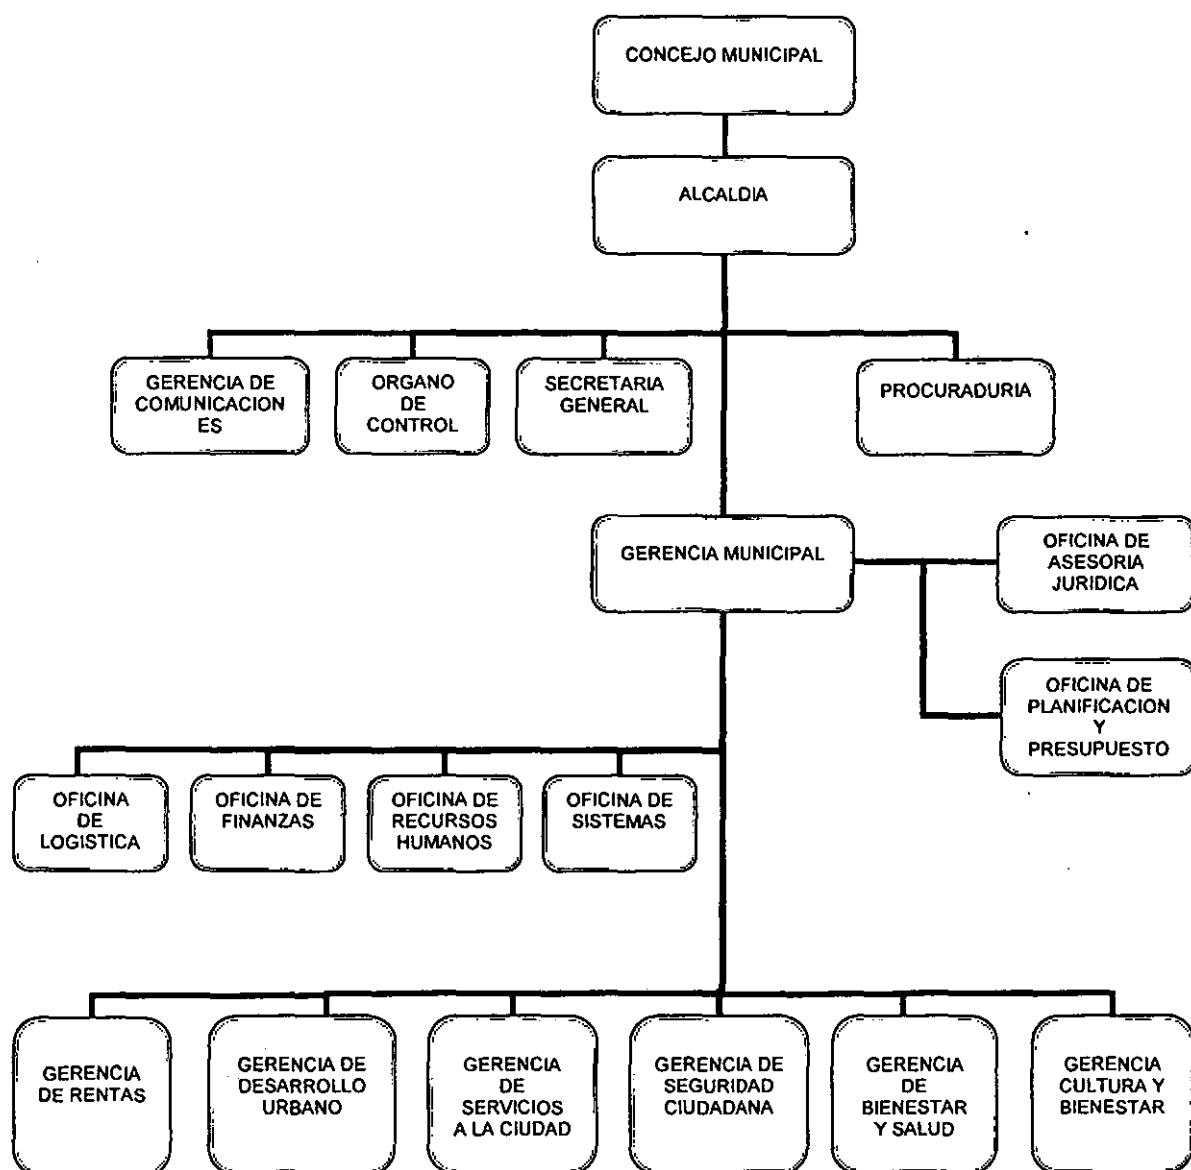 CONCEJO MUNICIPAL
ALCALDIA
GERENCIA DE
COMUNICACION
ES
ORGANO
DE
CONTROL
SECRETARIA
GENERAL
PROCURADURIA
GERENCIA MUNICIPAL
OFICINA DE
ASESORIA
JURIDICA
OFICINA DE
PLANIFICACION
Y
PRESUPUESTO
OFICINA
DE
LOGISTICA
OFICINA DE
FINANZAS
OFICINA DE
RECURSOS
HUMANOS
OFICINA DE
SISTEMAS
GERENCIA
DE RENTAS
GERENCIA DE
DESARROLLO
URBANO
GERENCIA
DE
SERVICIOS
A LA CIUDAD
GERENCIA DE
SEGURIDAD
CIUDADANA
GERENCIA
DE
BIENESTAR
Y SALUD
GERENCIA
CULTURA Y
BIENESTAR